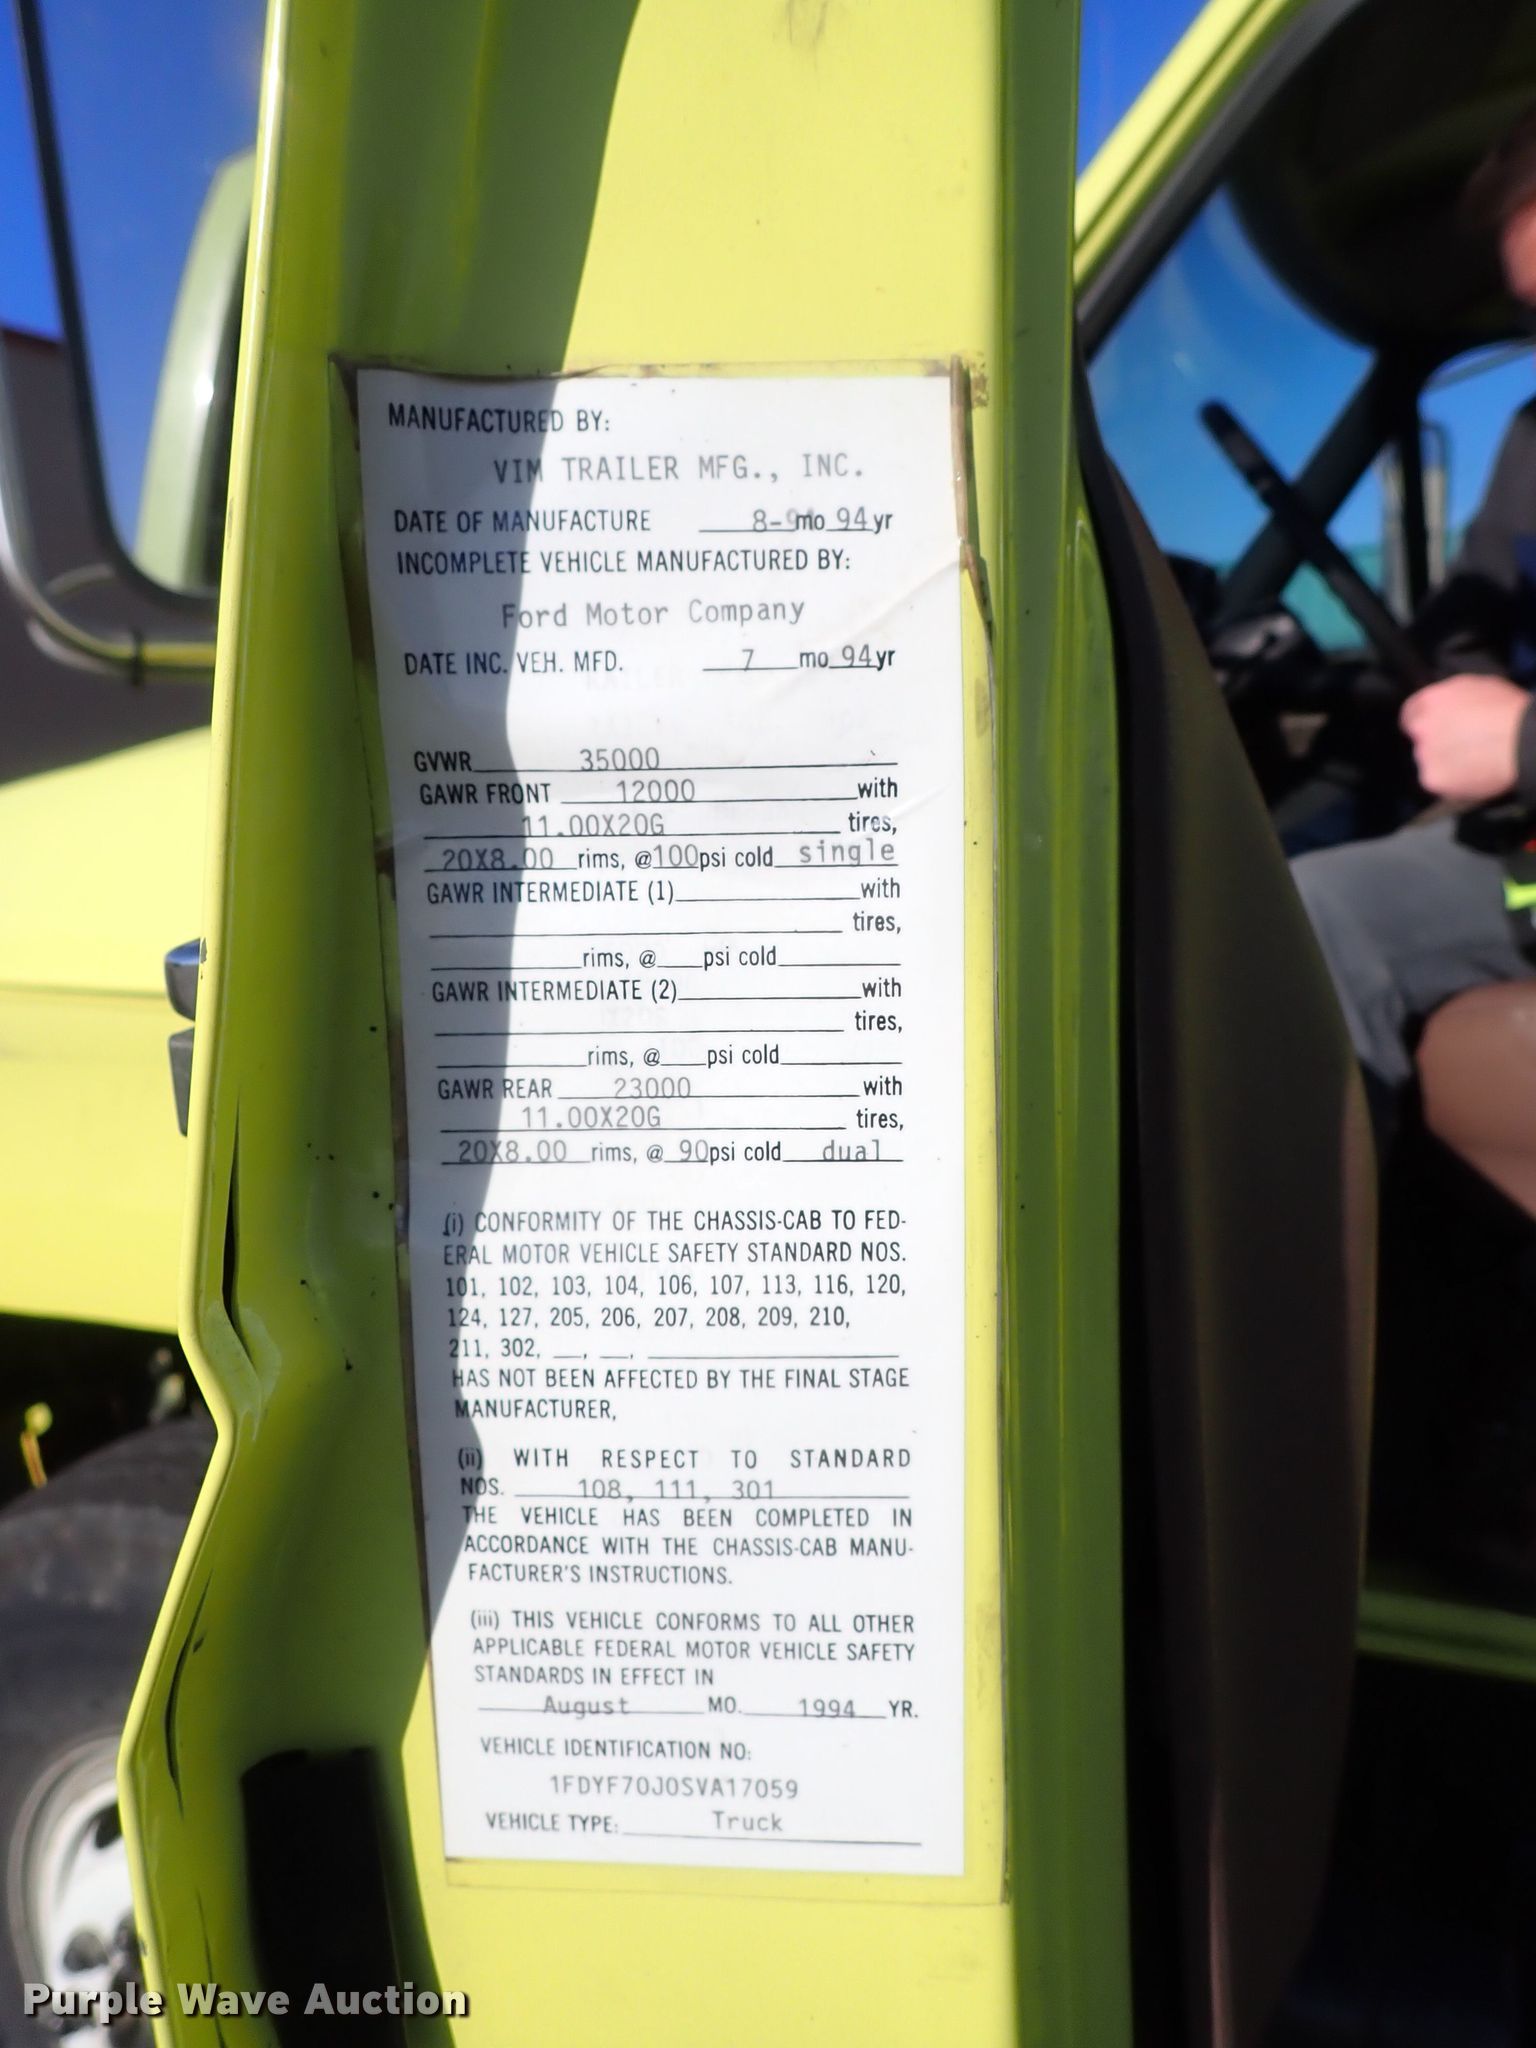 MANUFACTURED BY:
VIM TRAILER MFG., INC.
DATE OF MANUFACTURE 8-94 mo 94 yr
INCOMPLETE VEHICLE MANUFACTURED BY:
Ford Motor Company
DATE INC. VEH. MFD. 7 mo 94 yr
GVWR 35000
GAWR FRONT 12000 with
11.00X20G tires,
20X8.00 rims, @ 100 psi cold single
GAWR INTERMEDIATE (1) with
tires,
rims, @ psi cold
GAWR INTERMEDIATE (2) with
tires,
rims, @ psi cold
GAWR REAR 23000 with
11.00X20G tires,
20X8.00 rims, @ 90 psi cold dual
(i) CONFORMITY OF THE CHASSIS-CAB TO FED-
ERAL MOTOR VEHICLE SAFETY STANDARD NOS.
101, 102, 103, 104, 106, 107, 113, 116, 120,
124, 127, 205, 206, 207, 208, 209, 210,
211, 302, __, __, ____
HAS NOT BEEN AFFECTED BY THE FINAL STAGE
MANUFACTURER,
(ii) WITH RESPECT TO STANDARD
NOS. 108, 111, 301
THE VEHICLE HAS BEEN COMPLETED IN
ACCORDANCE WITH THE CHASSIS-CAB MANU-
FACTURER'S INSTRUCTIONS.
(iii) THIS VEHICLE CONFORMS TO ALL OTHER
APPLICABLE FEDERAL MOTOR VEHICLE SAFETY
STANDARDS IN EFFECT IN
August MO. 1994 YR.
VEHICLE IDENTIFICATION NO:
1FDYF70J0SVA17059
VEHICLE TYPE: Truck
Purple Wave Auction